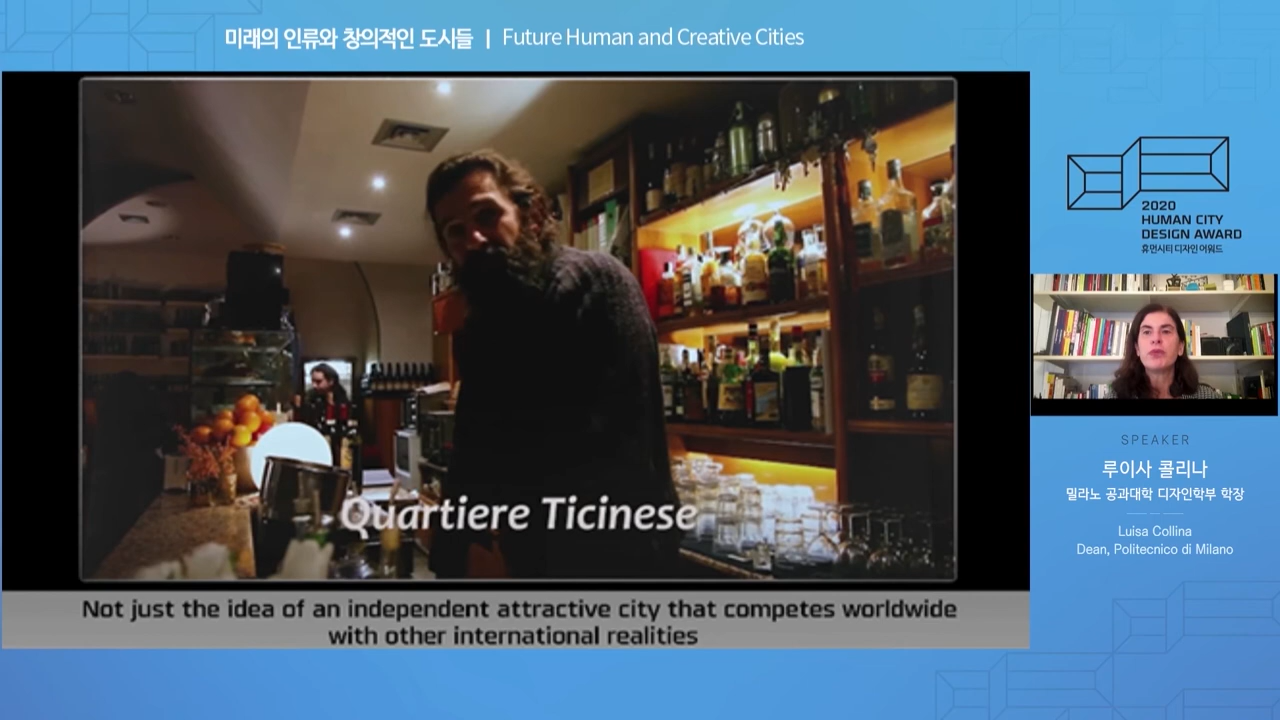 미래의 인류와 창의적인 도시들 | Future Human and Creative Cities
2020
HUMAN CITY
DESIGN AWARD
휴먼시티 디자인 어워드
Quartiere Ticinese
Not just the idea of an independent attractive city that competes worldwide
with other international realities
SPEAKER
루이사 콜리나
밀라노 공과대학 디자인학부 학장
Luisa Collina
Dean, Politecnico di Milano